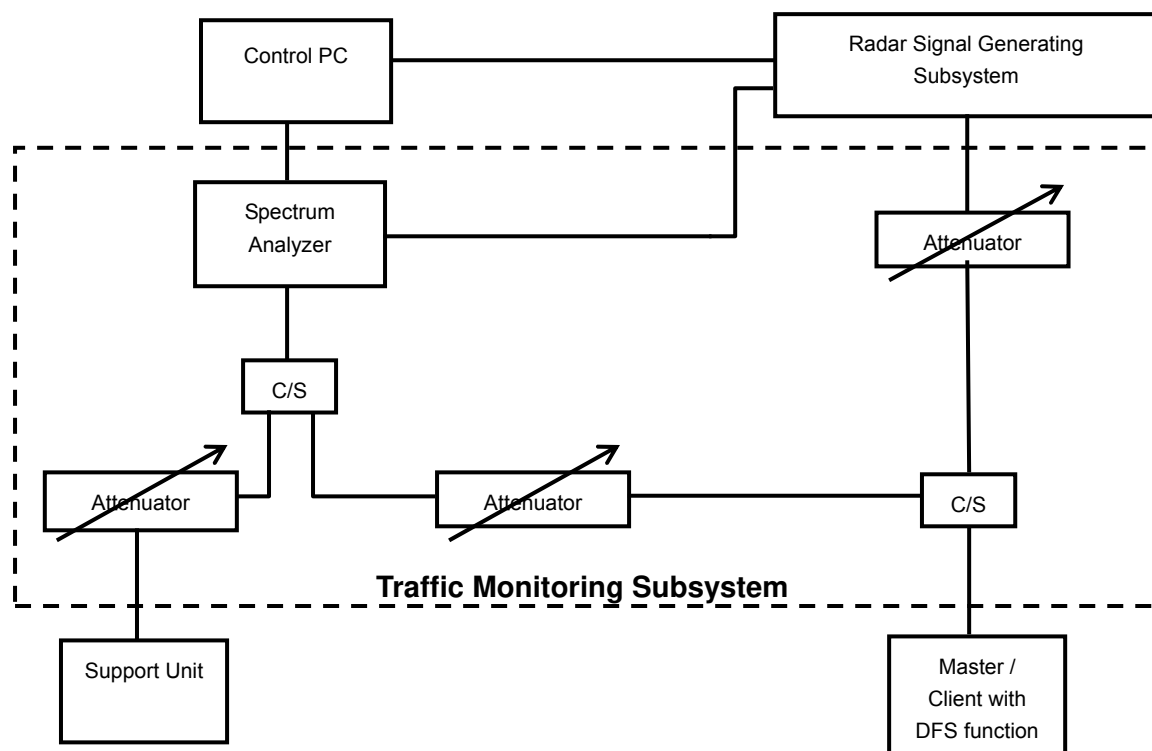 Control PC
Radar Signal Generating
Subsystem
Spectrum
Analyzer
Attenuator
C/S
Attenuator
Attenuator
C/S
Traffic Monitoring Subsystem
Support Unit
Master /
Client with
DFS function